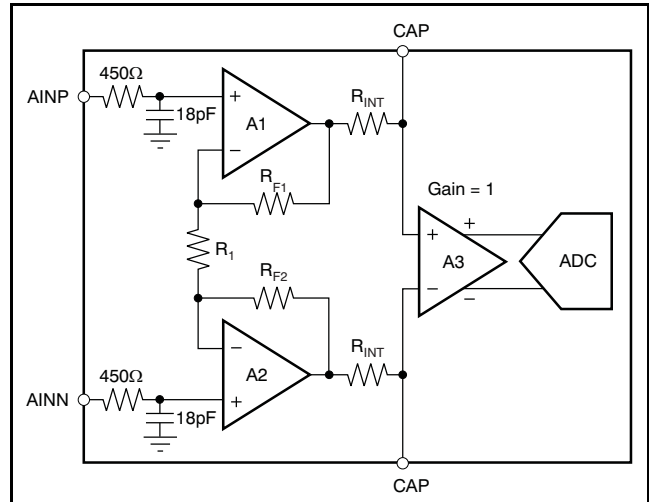 CAP
450Ω
AINP
18pF
+
A1
−
R_INT
R_F1
Gain = 1
R_1
+
A3
−
+
−
ADC
R_F2
−
A2
+
R_INT
450Ω
AINN
18pF
CAP